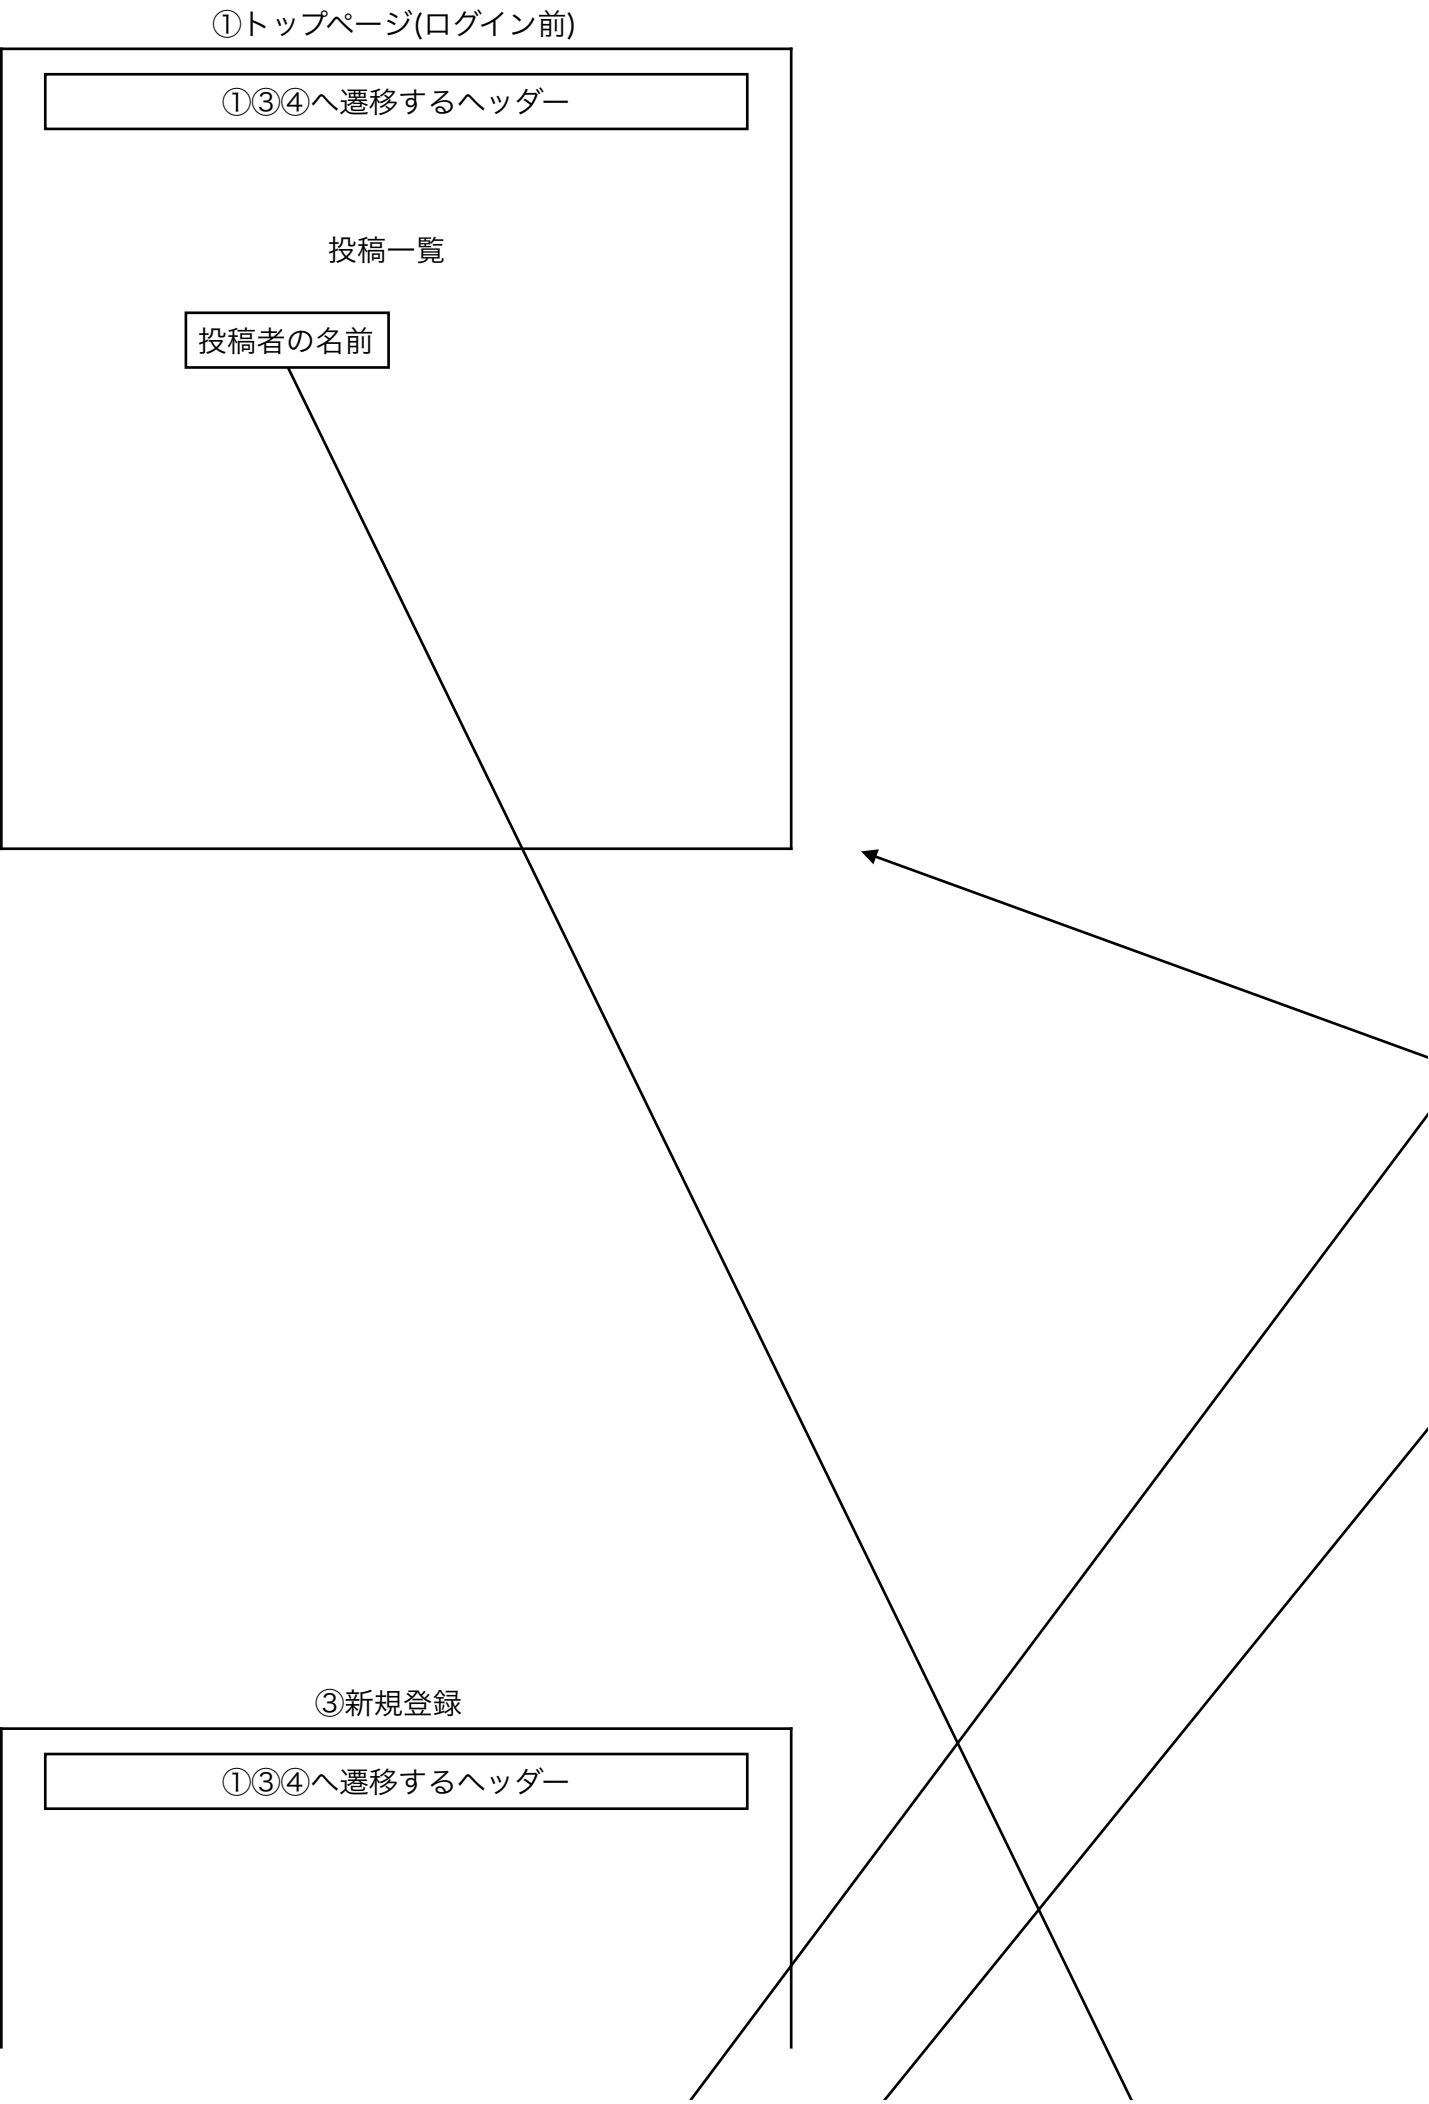 ①トップページ(ログイン前)
①③④へ遷移するヘッダー
投稿一覧
投稿者の名前
③新規登録
①③④へ遷移するヘッダー